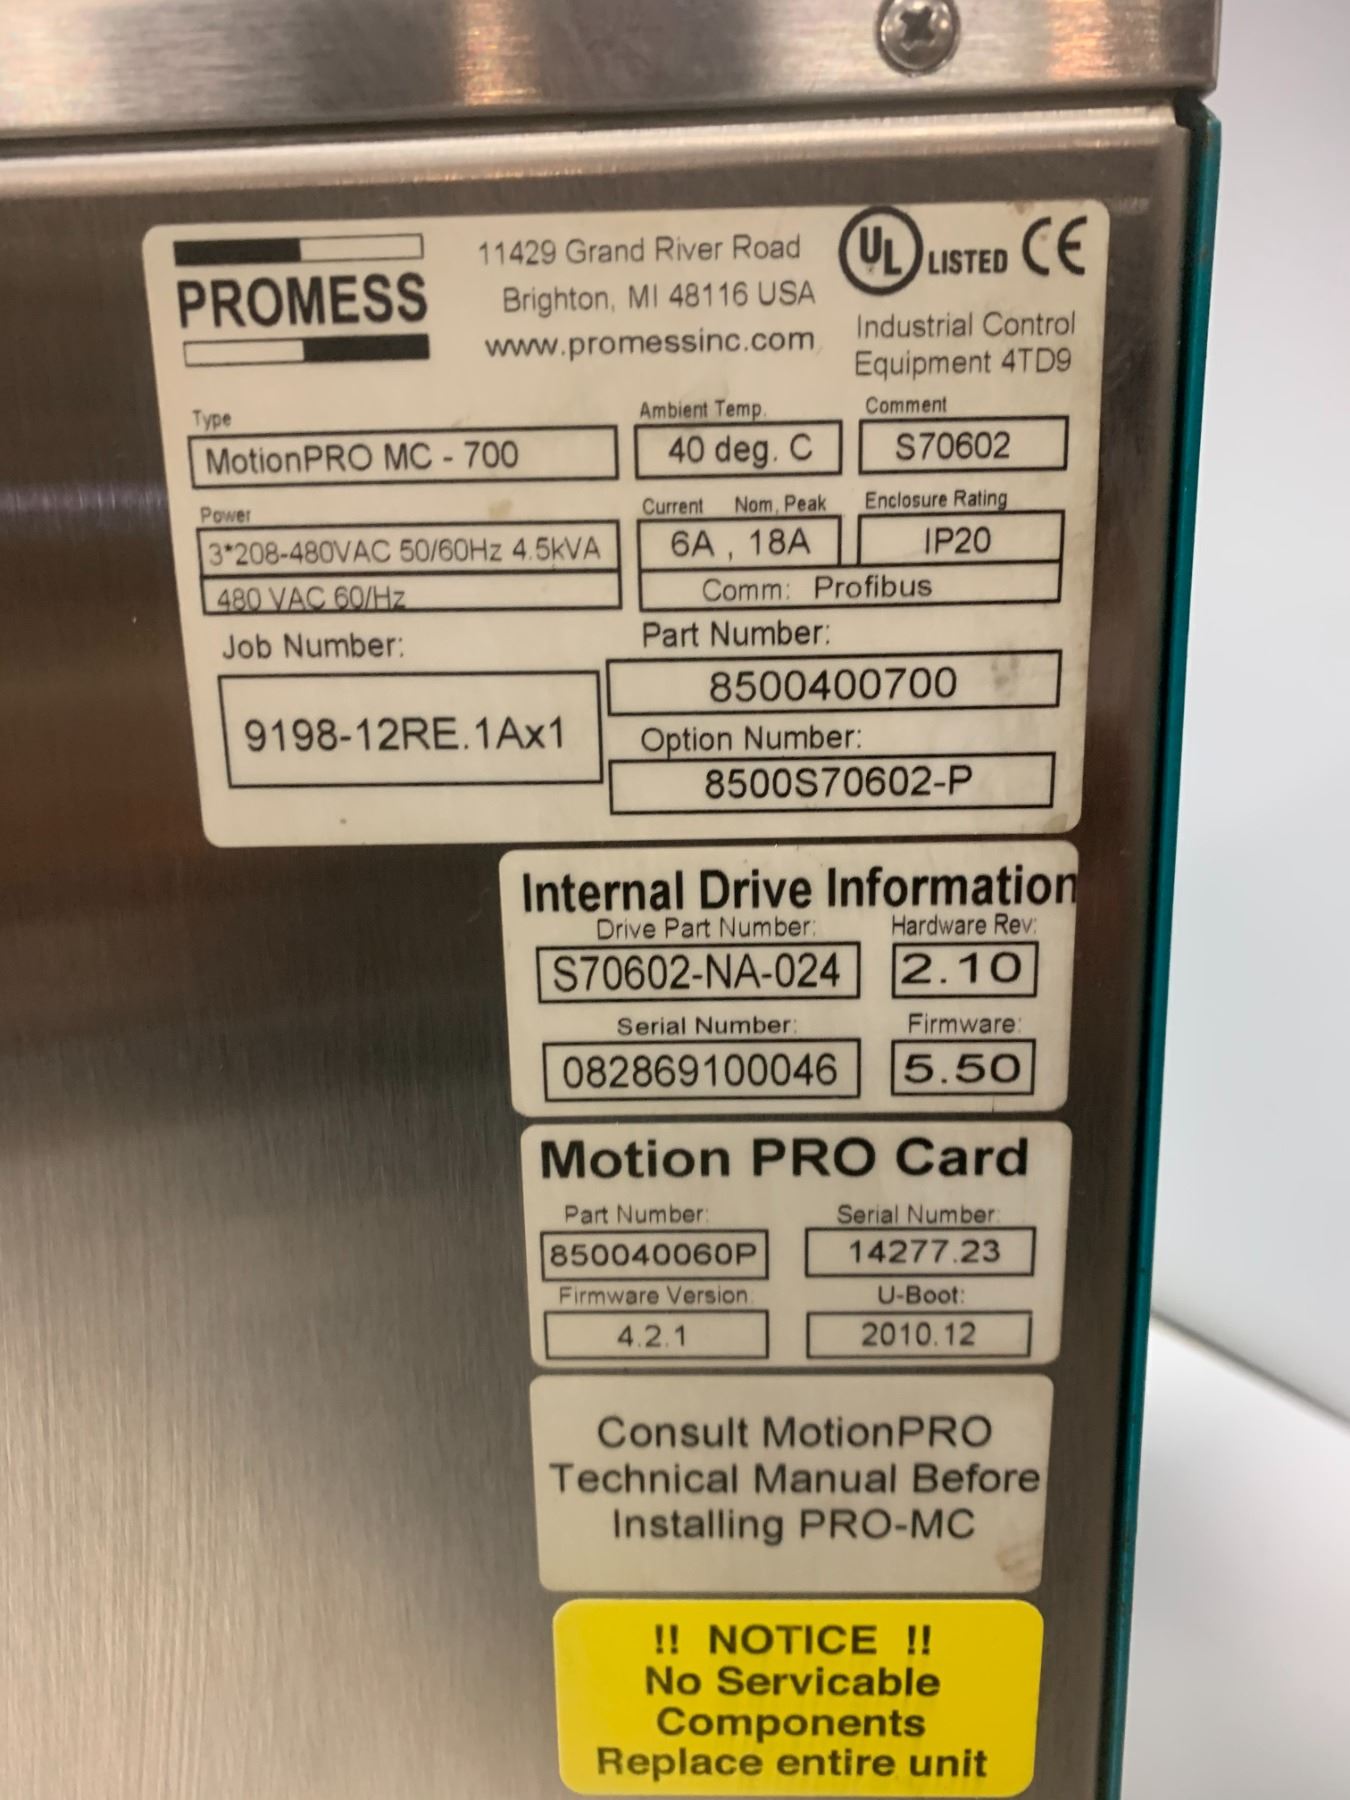 PROMESS
11429 Grand River Road
Brighton, MI 48116 USA
www.promessinc.com
UL LISTED CE
Industrial Control
Equipment 4TD9
Type
MotionPRO MC - 700
Ambient Temp.
40 deg. C
Comment
S70602
Power
3*208-480VAC 50/60Hz 4.5kVA
480 VAC 60/Hz
Current Nom, Peak
6A , 18A
Enclosure Rating
IP20
Comm: Profibus
Job Number:
9198-12RE.1Ax1
Part Number:
8500400700
Option Number:
8500S70602-P
Internal Drive Information
Drive Part Number:
S70602-NA-024
Hardware Rev:
2.10
Serial Number:
082869100046
Firmware:
5.50
Motion PRO Card
Part Number:
850040060P
Serial Number:
14277.23
Firmware Version:
4.2.1
U-Boot:
2010.12
Consult MotionPRO
Technical Manual Before
Installing PRO-MC
!! NOTICE !!
No Servicable
Components
Replace entire unit